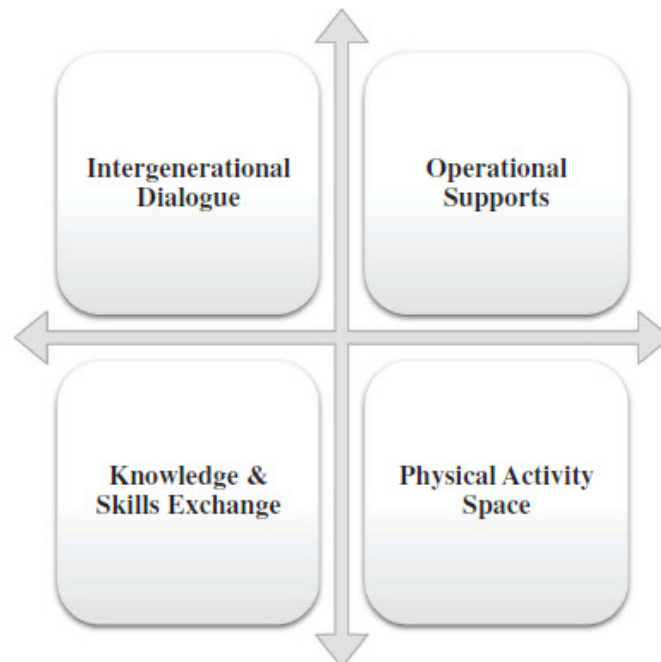 Intergenerational
Dialogue
Operational
Supports
Knowledge &
Skills Exchange
Physical Activity
Space